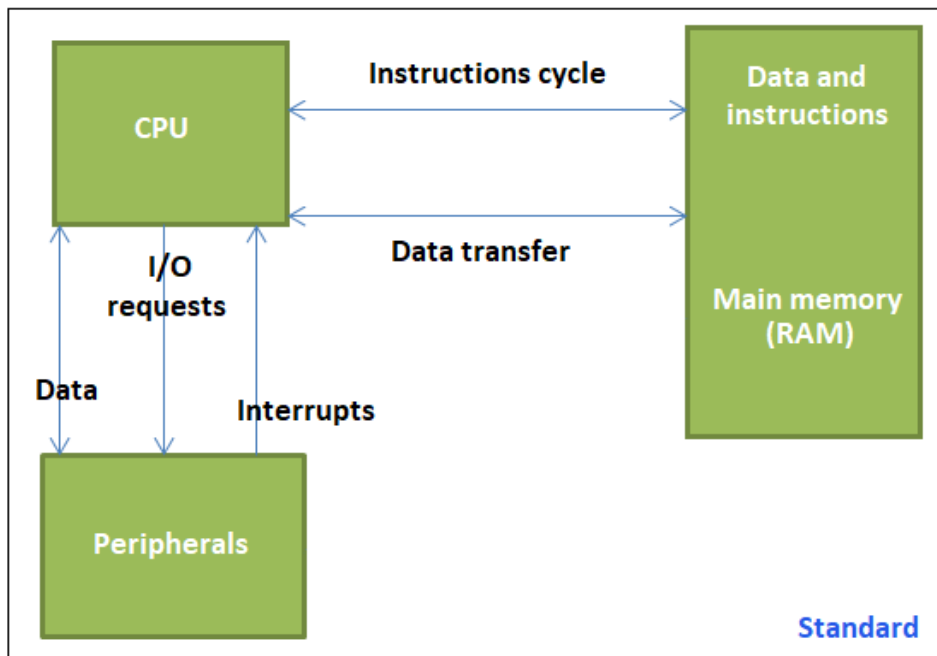 Instructions cycle
Data and
instructions
CPU
Data transfer
I/O
requests
Main memory
(RAM)
Data
Interrupts
Peripherals
Standard